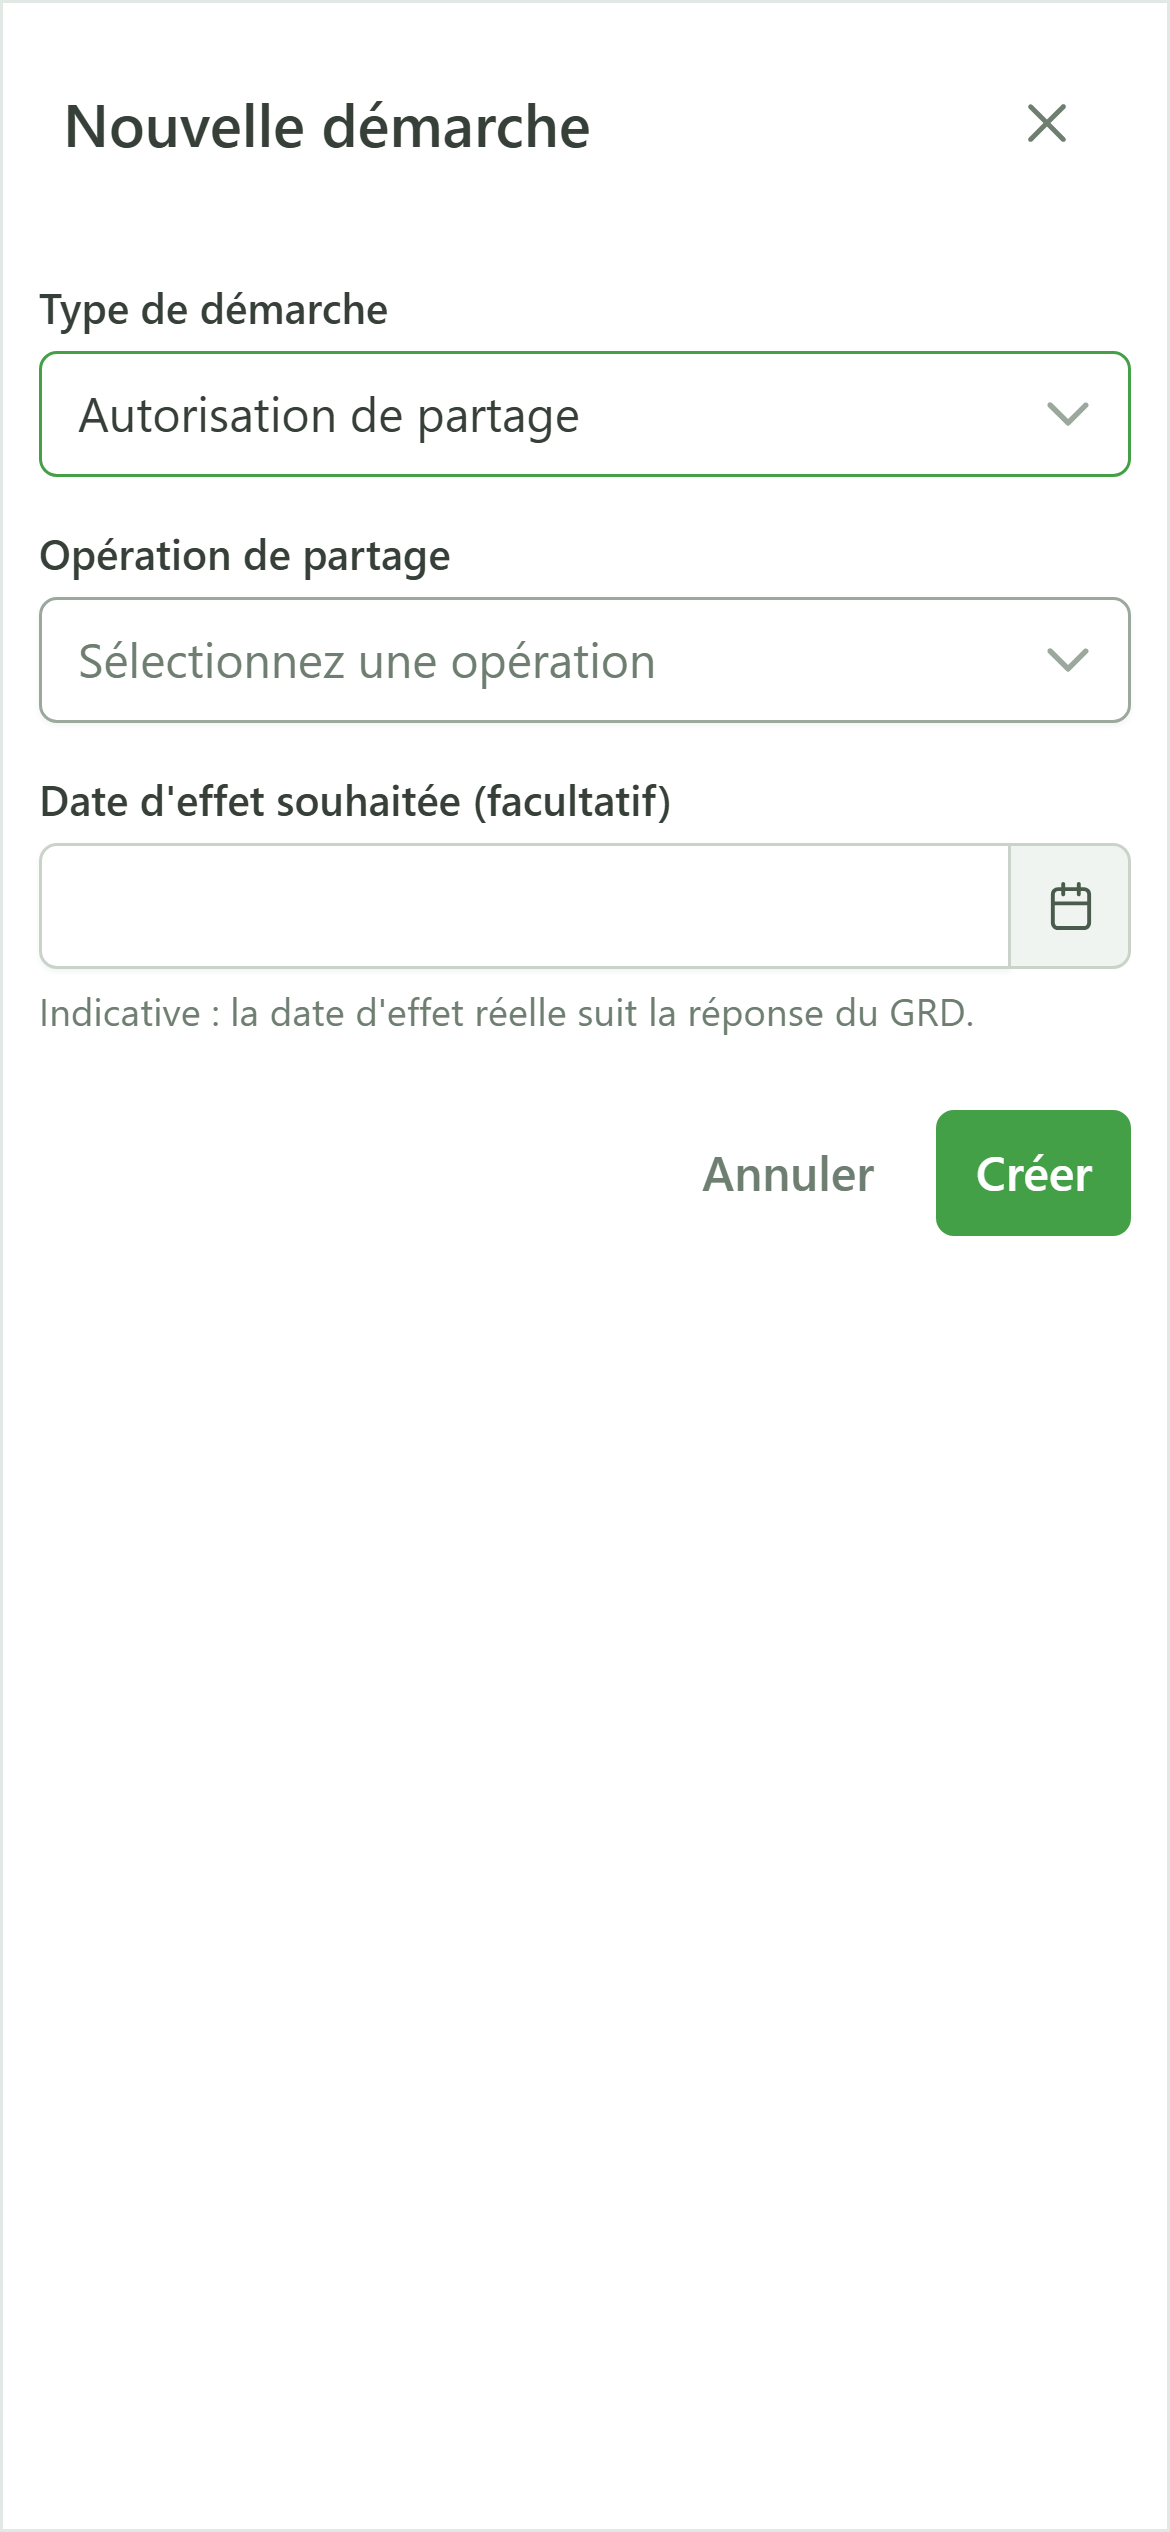 Nouvelle démarche
Type de démarche
Autorisation de partage
Opération de partage
Sélectionnez une opération
Date d'effet souhaitée (facultatif)
Indicative : la date d'effet réelle suit la réponse du GRD.
Annuler
Créer